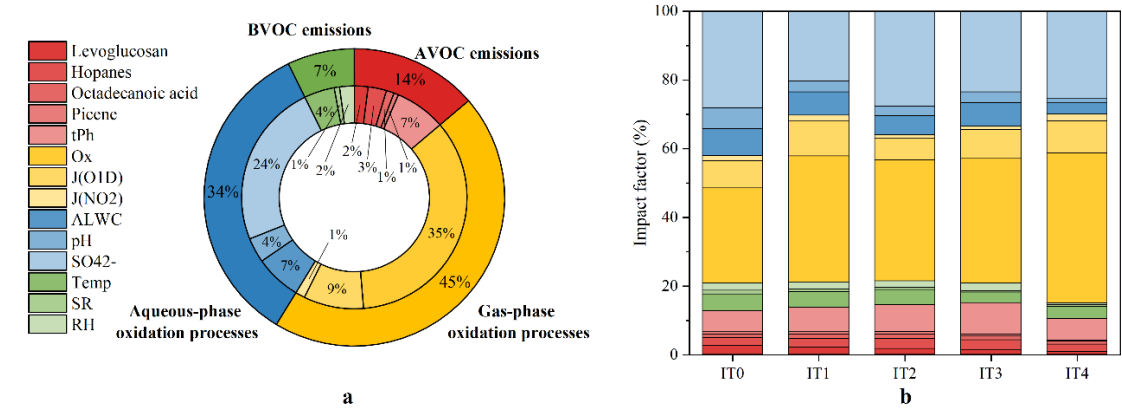 Levoglucosan
Hopanes
Octadecanoic acid
Picene
tPh
Ox
J(O1D)
J(NO2)
ALWC
pH
SO42-
Temp
SR
RH
BVOC emissions
AVOC emissions
7%
14%
4%
7%
1%
2%
2%
3%
1%
1%
24%
34%
35%
45%
4%
7%
1%
9%
Aqueous-phase
oxidation processes
Gas-phase
oxidation processes
a
Impact factor (%)
100
80
60
40
20
0
IT0
IT1
IT2
IT3
IT4
b